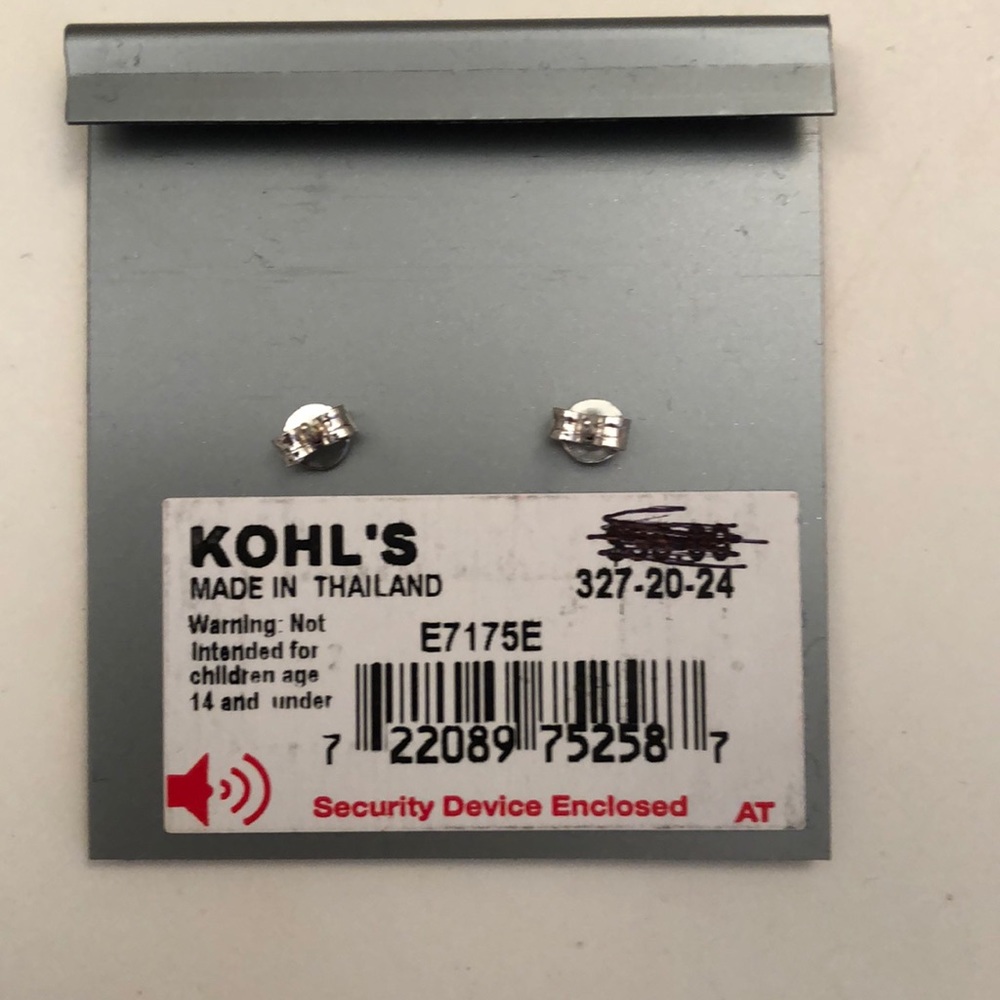 KOHL'S
MADE IN THAILAND
327-20-24
Warning: Not
Intended for
children age
14 and under
E7175E
7 22089 75258 7
Security Device Enclosed
AT